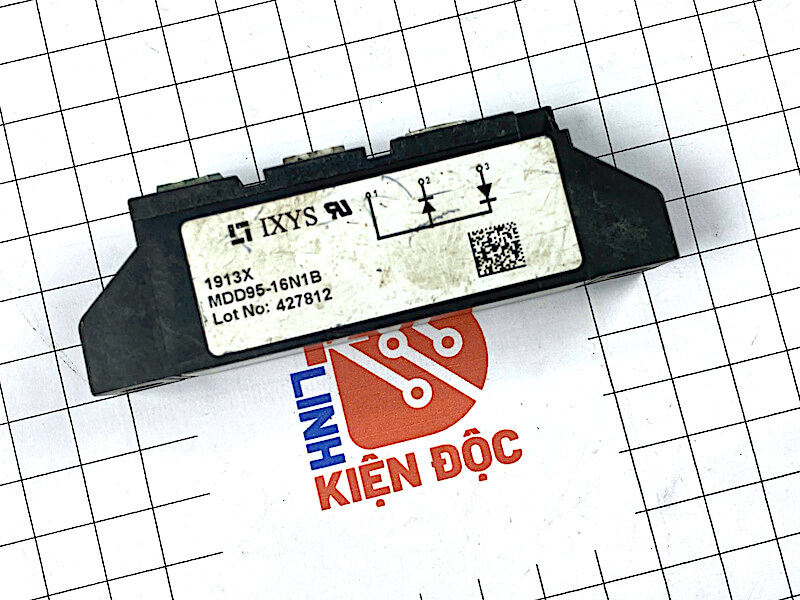 IXYS
1 2 3
1913X
MDD95-16N1B
Lot No: 427812
LINH
KIỆN ĐỘC